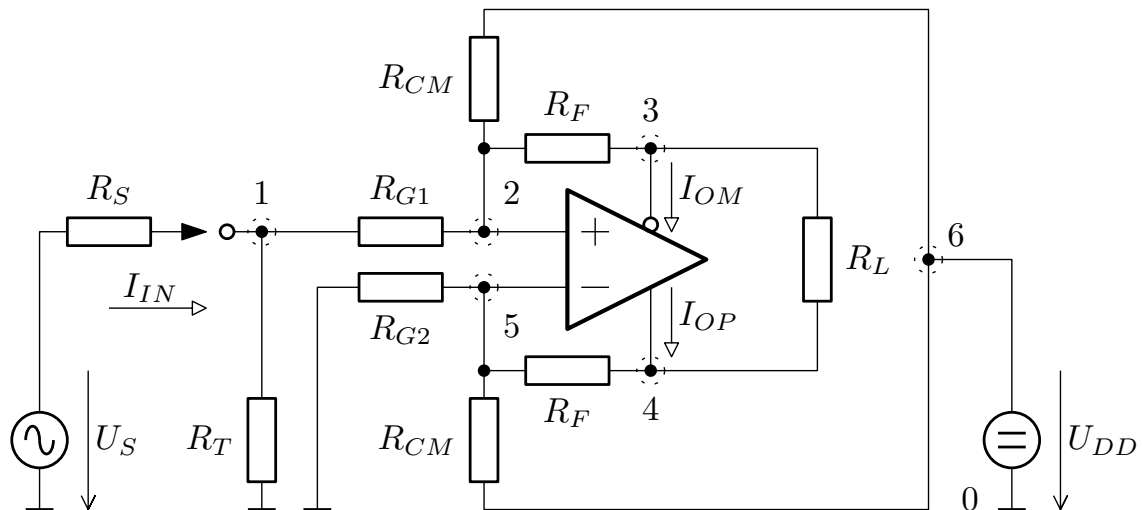 R_CM
R_F
3
R_S
1
R_G1
2
I_OM
+
R_L
6
I_IN
−
R_G2
5
I_OP
R_F
4
U_S
R_T
R_CM
U_DD
0